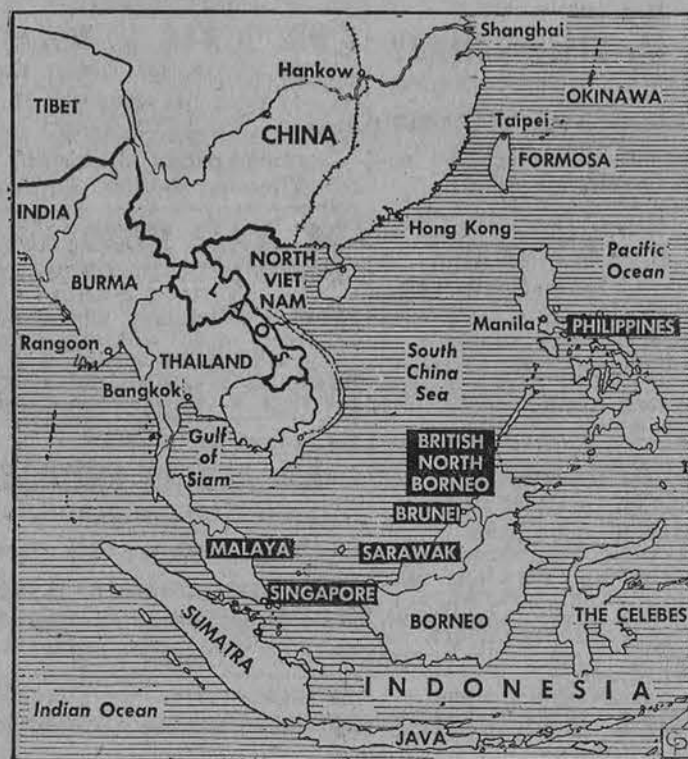 Shanghai
Hankow
OKINAWA
TIBET
CHINA
Taipei
FORMOSA
INDIA
Hong Kong
NORTH
VIET
NAM
Pacific
Ocean
BURMA
L
Manila
PHILIPPINES
O
Rangoon
THAILAND
South
China
Sea
Bangkok
Gulf
of
Siam
BRITISH
NORTH
BORNEO
BRUNEI
MALAYA
SARAWAK
SINGAPORE
BORNEO
THE CELEBES
SUMATRA
INDONESIA
Indian Ocean
JAVA
CP